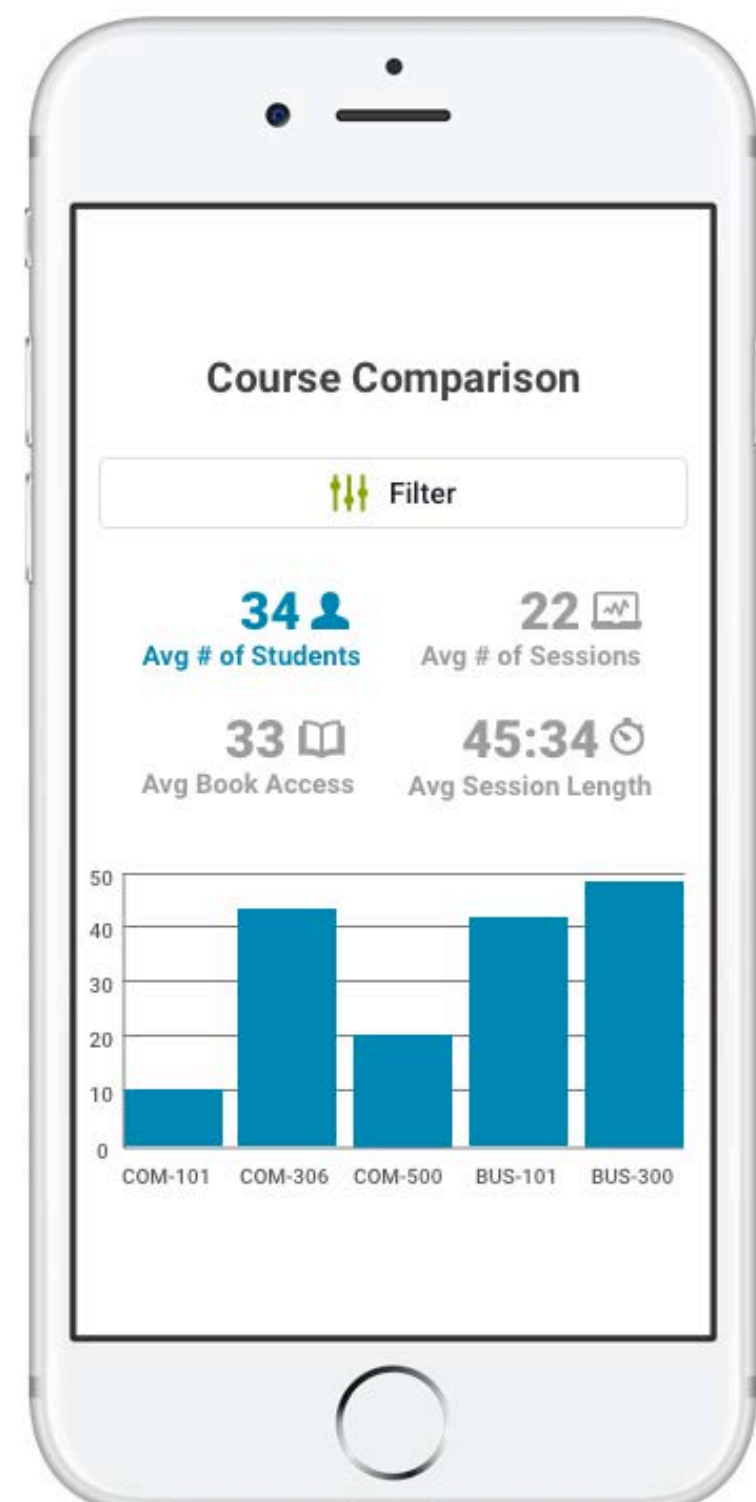 Course Comparison
Filter
34
Avg # of Students
22
Avg # of Sessions
33
Avg Book Access
45:34
Avg Session Length
50
40
30
20
10
0
COM-101 COM-306 COM-500 BUS-101 BUS-300